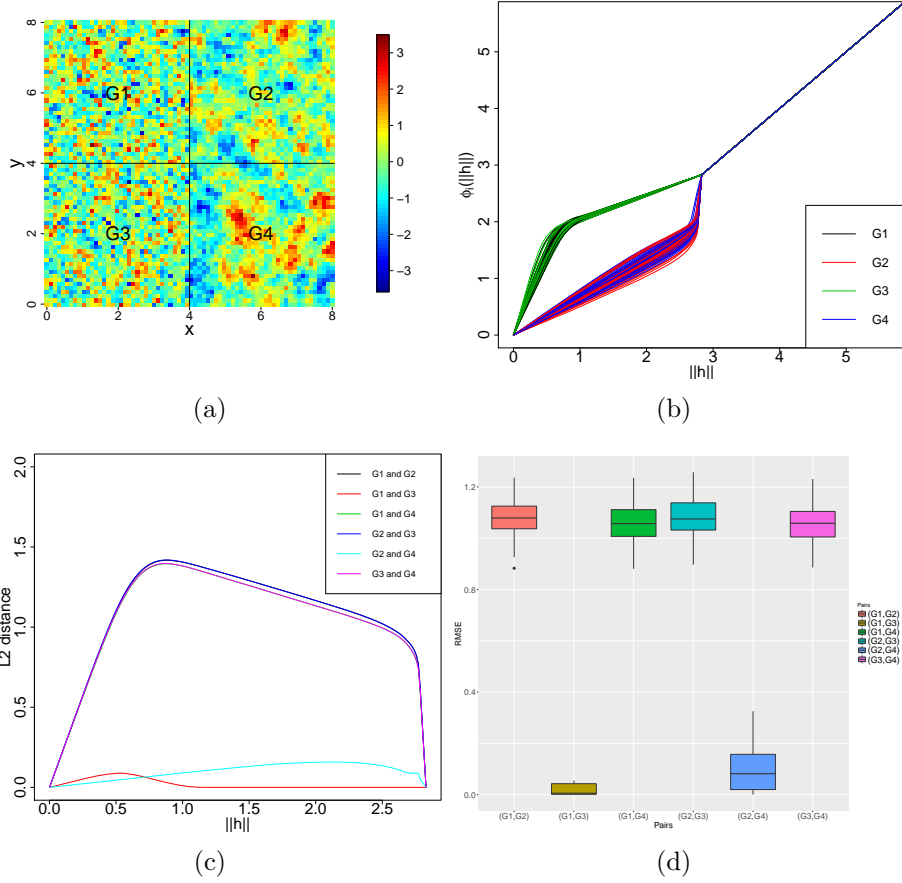 G1
G2
G3
G4
y
8
6
4
2
0
0
2
4
6
8
x
3
2
1
0
−1
−2
−3
(a)
ϕᵢ(||h||)
5
4
3
2
1
0
0
1
2
3
4
5
||h||
G1
G2
G3
G4
(b)
L2 distance
2.0
1.5
1.0
0.5
0.0
0.0
0.5
1.0
1.5
2.0
2.5
||h||
G1 and G2
G1 and G3
G1 and G4
G2 and G3
G2 and G4
G3 and G4
(c)
RMSE
1.2
0.8
0.4
0.0
(G1,G2)
(G1,G3)
(G1,G4)
(G2,G3)
(G2,G4)
(G3,G4)
Pairs
Pairs
(G1,G2)
(G1,G3)
(G1,G4)
(G2,G3)
(G2,G4)
(G3,G4)
(d)